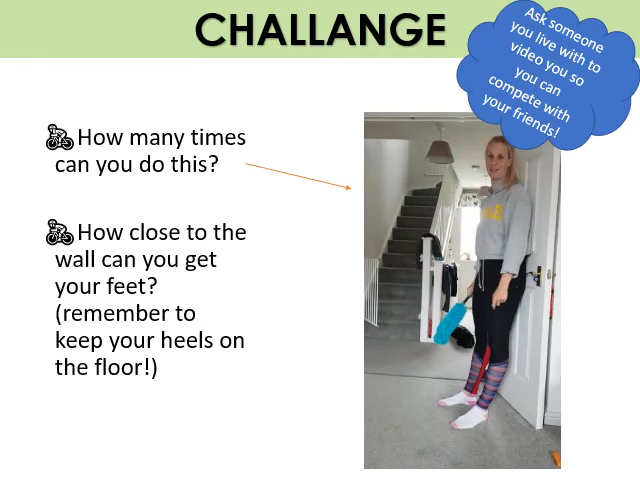 CHALLANGE
Ask someone
you live with to
video you so
you can
compete with
your friends!
How many times
can you do this?
How close to the
wall can you get
your feet?
(remember to
keep your heels on
the floor!)